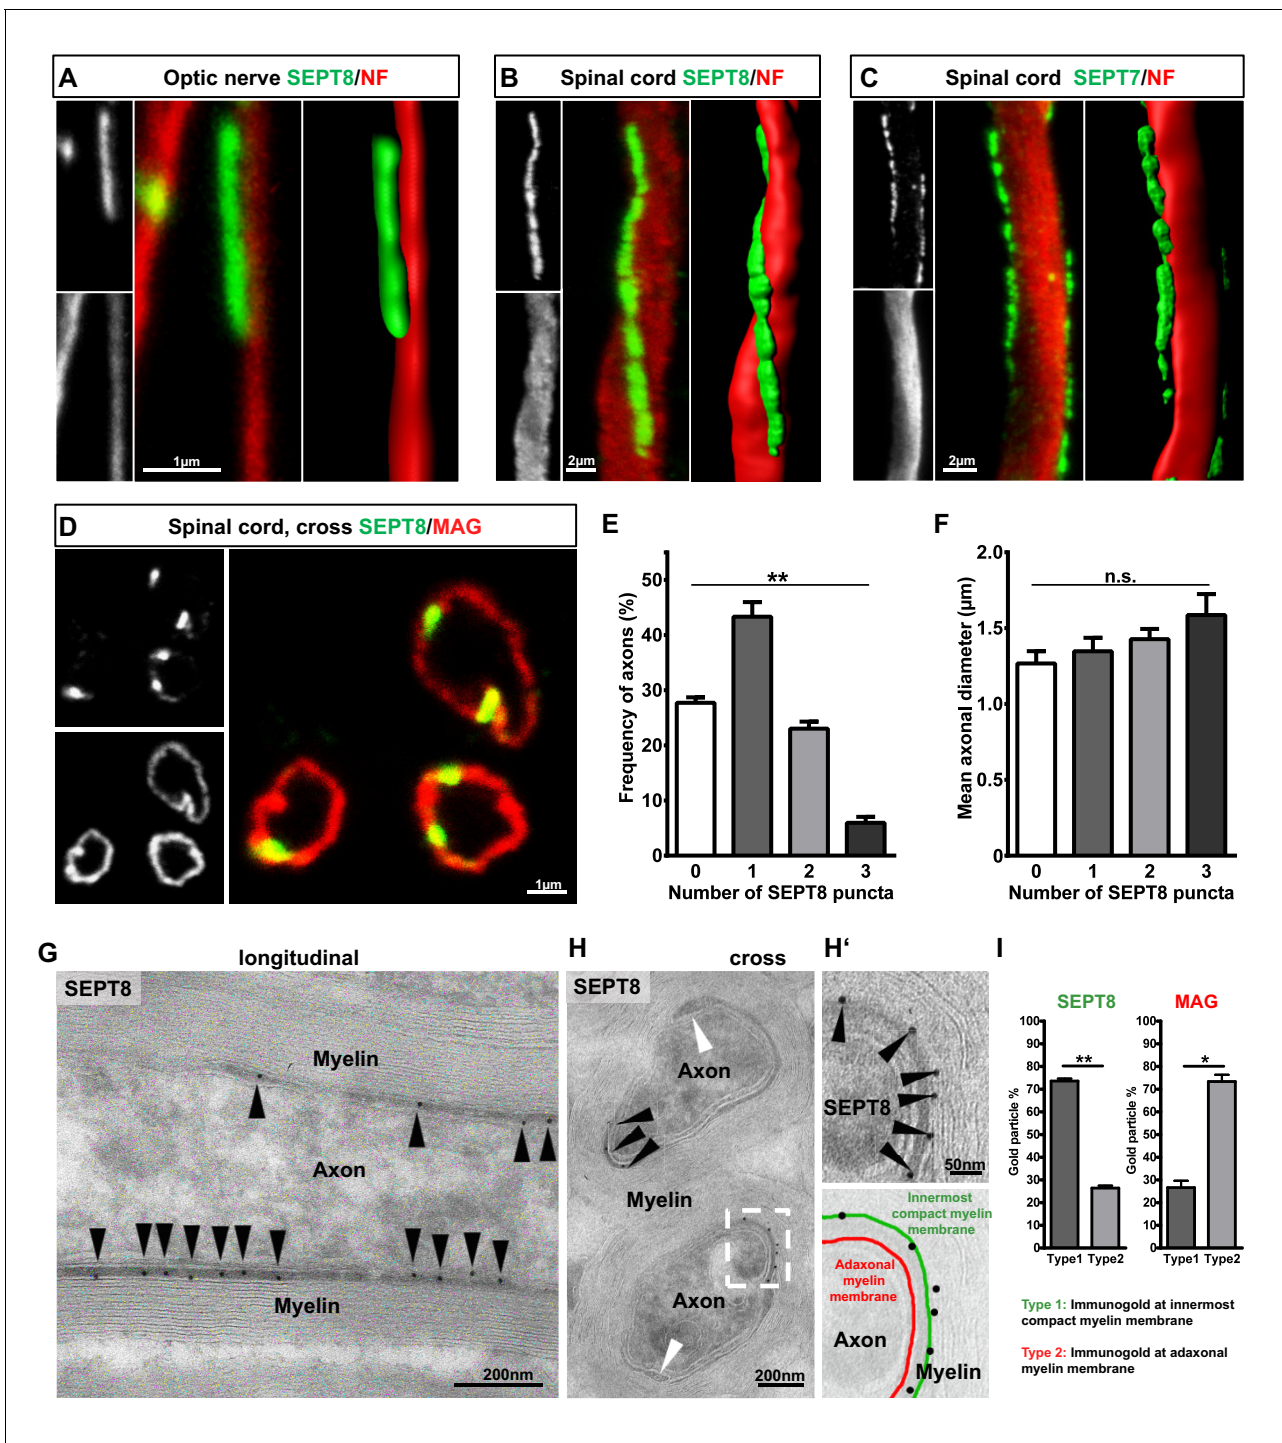 A Optic nerve SEPT8/NF
1µm
B Spinal cord SEPT8/NF
2µm
C Spinal cord SEPT7/NF
2µm
D Spinal cord, cross SEPT8/MAG
1µm
E
**
Frequency of axons (%)
50
40
30
20
10
0
0 1 2 3
Number of SEPT8 puncta
F
n.s.
Mean axonal diameter (µm)
2.0
1.5
1.0
0.5
0
0 1 2 3
Number of SEPT8 puncta
G longitudinal
SEPT8
Myelin
Axon
Myelin
200nm
H cross
SEPT8
Axon
Myelin
Axon
200nm
H‘
SEPT8
50nm
Innermost
compact myelin
membrane
Adaxonal
myelin
membrane
Axon
Myelin
I
SEPT8
**
Gold particle %
100
90
80
70
60
50
40
30
20
10
0
Type1 Type2
MAG
*
Gold particle %
100
90
80
70
60
50
40
30
20
10
0
Type1 Type2
Type 1: Immunogold at innermost
compact myelin membrane
Type 2: Immunogold at adaxonal
myelin membrane